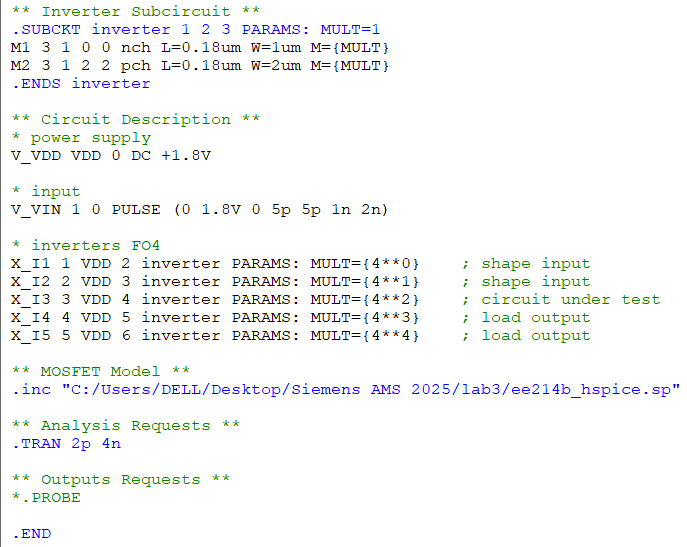 ** Inverter Subcircuit **
.SUBCKT inverter 1 2 3 PARAMS: MULT=1
M1 3 1 0 0 nch L=0.18um W=1um M={MULT}
M2 3 1 2 2 pch L=0.18um W=2um M={MULT}
.ENDS inverter
** Circuit Description **
* power supply
V_VDD VDD 0 DC +1.8V
* input
V_VIN 1 0 PULSE (0 1.8V 0 5p 5p 1n 2n)
* inverters FO4
X_I1 1 VDD 2 inverter PARAMS: MULT={4**0}    ; shape input
X_I2 2 VDD 3 inverter PARAMS: MULT={4**1}    ; shape input
X_I3 3 VDD 4 inverter PARAMS: MULT={4**2}    ; circuit under test
X_I4 4 VDD 5 inverter PARAMS: MULT={4**3}    ; load output
X_I5 5 VDD 6 inverter PARAMS: MULT={4**4}    ; load output
** MOSFET Model **
.inc "C:/Users/DELL/Desktop/Siemens AMS 2025/lab3/ee214b_hspice.sp"
** Analysis Requests **
.TRAN 2p 4n
** Outputs Requests **
*.PROBE
.END